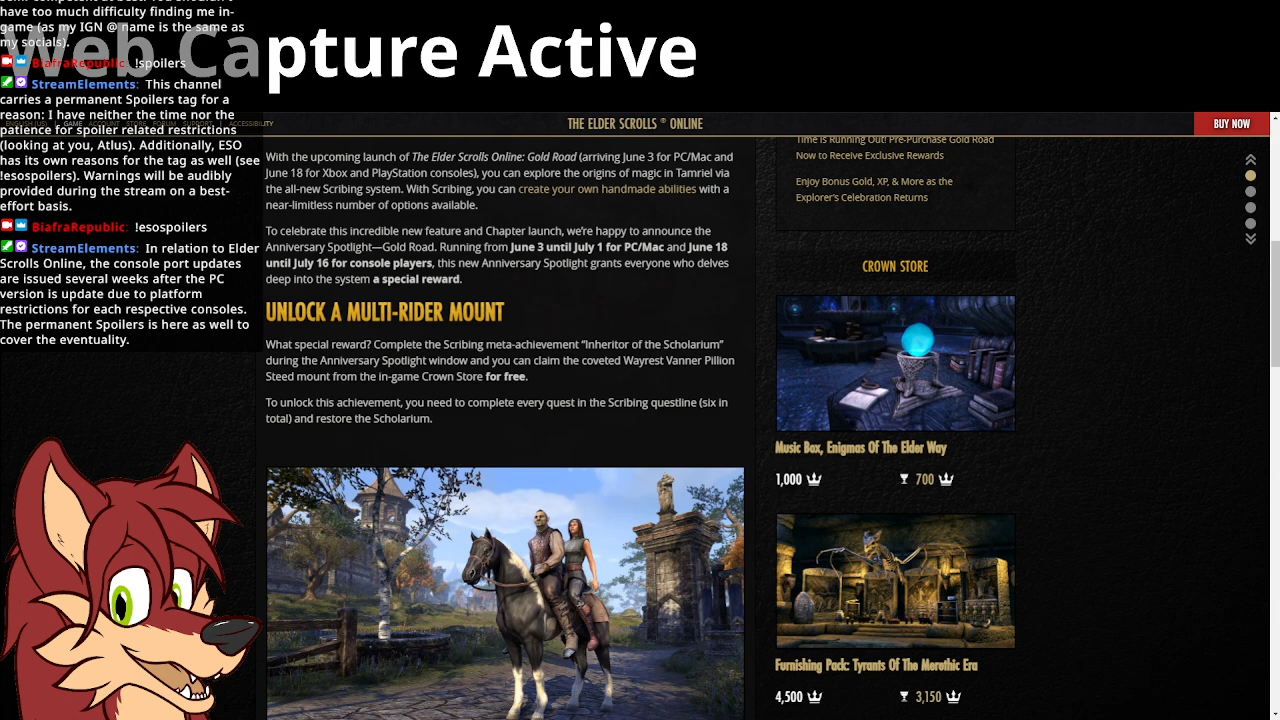 Web Capture Active
have too much difficulty finding me in-
game (as my IGN @ name is the same as
my socials).
BiafraRepublic: !spoilers
StreamElements: This channel
carries a permanent Spoilers tag for a
reason: I have neither the time nor the
patience for spoiler related restrictions
(looking at you, Atlus). Additionally, ESO
has its own reasons for the tag as well (see
!esospoilers). Warnings will be audibly
provided during the stream on a best-
effort basis.
BiafraRepublic: !esospoilers
StreamElements: In relation to Elder
Scrolls Online, the console port updates
are issued several weeks after the PC
version is update due to platform
restrictions for each respective consoles.
The permanent Spoilers is here as well to
cover the eventuality.
ENGLISH (US) | GAME ACCOUNT STORE FORUM SUPPORT | ACCESSIBILITY
THE ELDER SCROLLS ® ONLINE
BUY NOW
With the upcoming launch of The Elder Scrolls Online: Gold Road (arriving June 3 for PC/Mac and
June 18 for Xbox and PlayStation consoles), you can explore the origins of magic in Tamriel via
the all-new Scribing system. With Scribing, you can create your own handmade abilities with a
near-limitless number of options available.
To celebrate this incredible new feature and Chapter launch, we're happy to announce the
Anniversary Spotlight—Gold Road. Running from June 3 until July 1 for PC/Mac and June 18
until July 16 for console players, this new Anniversary Spotlight grants everyone who delves
deep into the system a special reward.
UNLOCK A MULTI-RIDER MOUNT
What special reward? Complete the Scribing meta-achievement “Inheritor of the Scholarium”
during the Anniversary Spotlight window and you can claim the coveted Wayrest Vanner Pillion
Steed mount from the in-game Crown Store for free.
To unlock this achievement, you need to complete every quest in the Scribing questline (six in
total) and restore the Scholarium.
Time is Running Out! Pre-Purchase Gold Road
Now to Receive Exclusive Rewards
Enjoy Bonus Gold, XP, & More as the
Explorer's Celebration Returns
CROWN STORE
Music Box, Enigmas Of The Elder Way
1,000 700
Furnishing Pack: Tyrants Of The Merethic Era
4,500 3,150